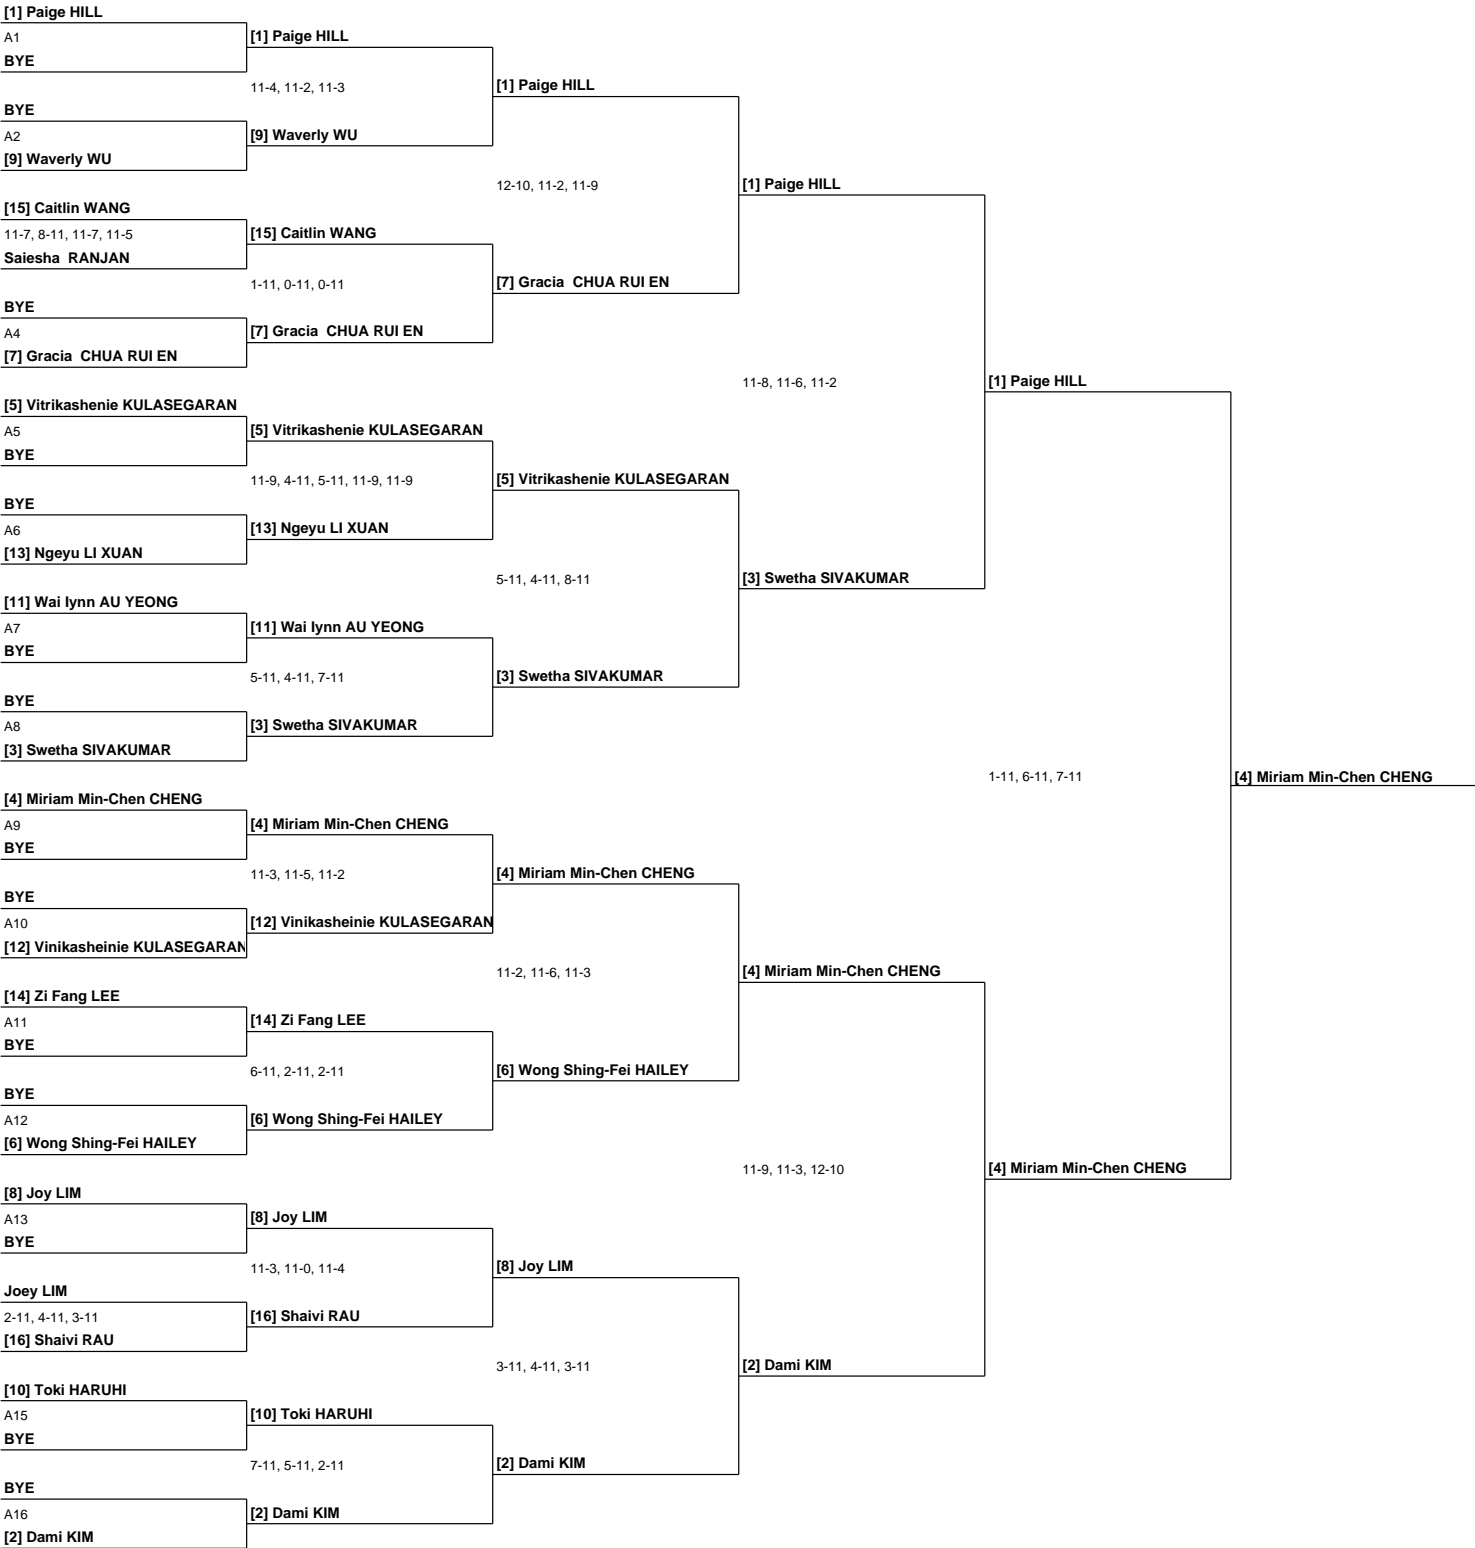 [1] Paige HILL
A1
BYE
BYE
A2
[9] Waverly WU
[15] Caitlin WANG
11-7, 8-11, 11-7, 11-5
Saiesha RANJAN
BYE
A4
[7] Gracia CHUA RUI EN
[5] Vitrikashenie KULASEGARAN
A5
BYE
BYE
A6
[13] Ngeyu LI XUAN
[11] Wai lynn AU YEONG
A7
BYE
BYE
A8
[3] Swetha SIVAKUMAR
[4] Miriam Min-Chen CHENG
A9
BYE
BYE
A10
[12] Vinikasheinie KULASEGARAN
[14] Zi Fang LEE
A11
BYE
BYE
A12
[6] Wong Shing-Fei HAILEY
[8] Joy LIM
A13
BYE
Joey LIM
2-11, 4-11, 3-11
[16] Shaivi RAU
[10] Toki HARUHI
A15
BYE
BYE
A16
[2] Dami KIM
[1] Paige HILL
11-4, 11-2, 11-3
[9] Waverly WU
[15] Caitlin WANG
1-11, 0-11, 0-11
[7] Gracia CHUA RUI EN
[5] Vitrikashenie KULASEGARAN
11-9, 4-11, 5-11, 11-9, 11-9
[13] Ngeyu LI XUAN
[11] Wai lynn AU YEONG
5-11, 4-11, 7-11
[3] Swetha SIVAKUMAR
[4] Miriam Min-Chen CHENG
11-3, 11-5, 11-2
[12] Vinikasheinie KULASEGARAN
[14] Zi Fang LEE
6-11, 2-11, 2-11
[6] Wong Shing-Fei HAILEY
[8] Joy LIM
11-3, 11-0, 11-4
[16] Shaivi RAU
[10] Toki HARUHI
7-11, 5-11, 2-11
[2] Dami KIM
[1] Paige HILL
12-10, 11-2, 11-9
[7] Gracia CHUA RUI EN
[5] Vitrikashenie KULASEGARAN
5-11, 4-11, 8-11
[3] Swetha SIVAKUMAR
[4] Miriam Min-Chen CHENG
11-2, 11-6, 11-3
[6] Wong Shing-Fei HAILEY
[8] Joy LIM
3-11, 4-11, 3-11
[2] Dami KIM
[1] Paige HILL
11-8, 11-6, 11-2
[3] Swetha SIVAKUMAR
[4] Miriam Min-Chen CHENG
11-9, 11-3, 12-10
[2] Dami KIM
[1] Paige HILL
1-11, 6-11, 7-11
[4] Miriam Min-Chen CHENG
[4] Miriam Min-Chen CHENG